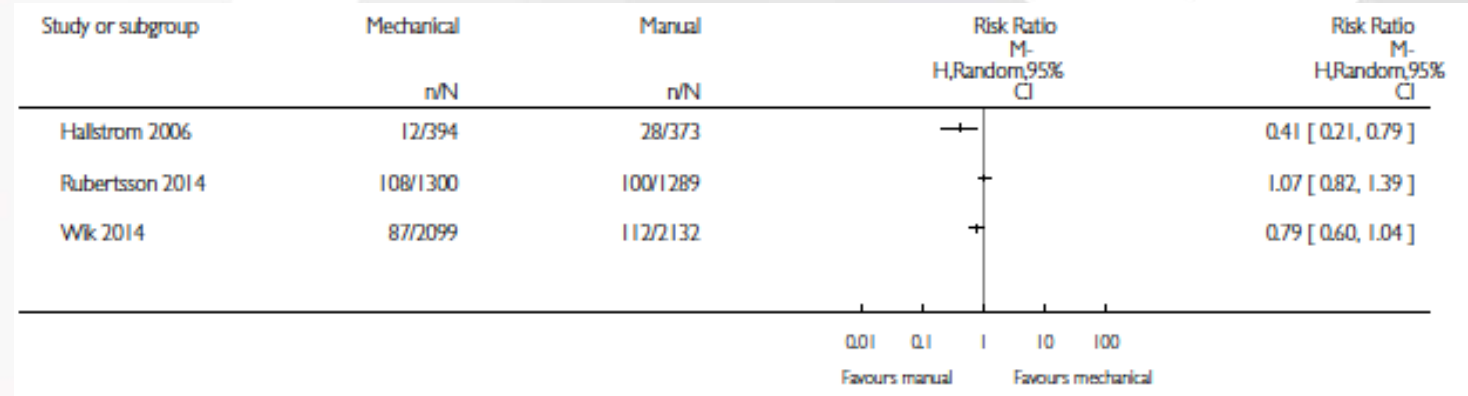 Study or subgroup Mechanical Manual Risk Ratio Risk Ratio
M- M-
H,Random,95% H,Random,95%
n/N n/N CI CI
Hallstrom 2006 12/394 28/373 0.41 [ 0.21, 0.79 ]
Rubertsson 2014 108/1300 100/1289 1.07 [ 0.82, 1.39 ]
Wik 2014 87/2099 112/2132 0.79 [ 0.60, 1.04 ]
0.01 0.1 1 10 100
Favours manual Favours mechanical